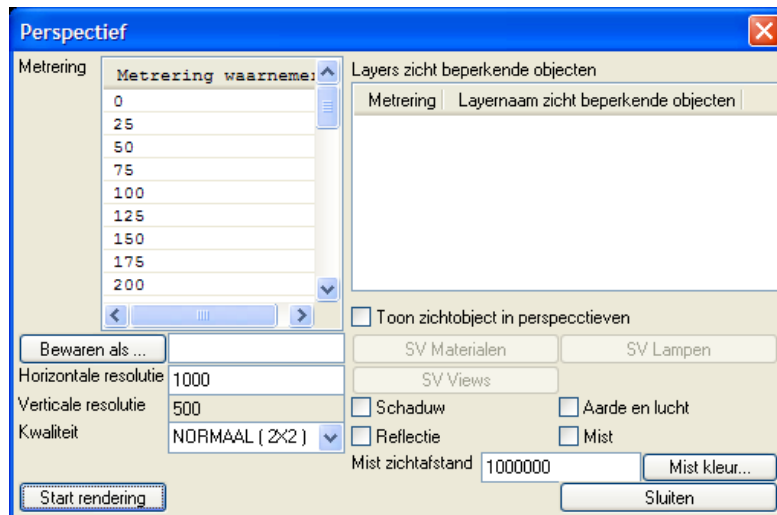 Perspectief
Metrering
Metrering waarneme
0
25
50
75
100
125
150
175
200
Layers zicht beperkende objecten
Metrering Layernaam zicht beperkende objecten
Toon zichtobject in perspecctieven
Bewaren als ...
SV Materialen SV Lampen
Horizontale resolutie 1000
SV Views
Verticale resolutie 500
Schaduw Aarde en lucht
Kwaliteit NORMAAL ( 2X2 )
Reflectie Mist
Mist zichtafstand 1000000 Mist kleur...
Start rendering Sluiten